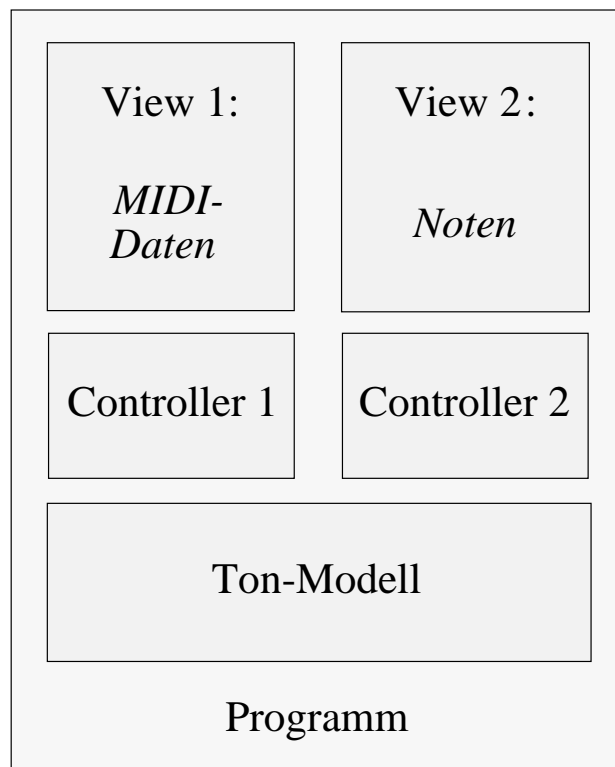 View 1:
MIDI-
Daten
View 2:
Noten
Controller 1
Controller 2
Ton-Modell
Programm